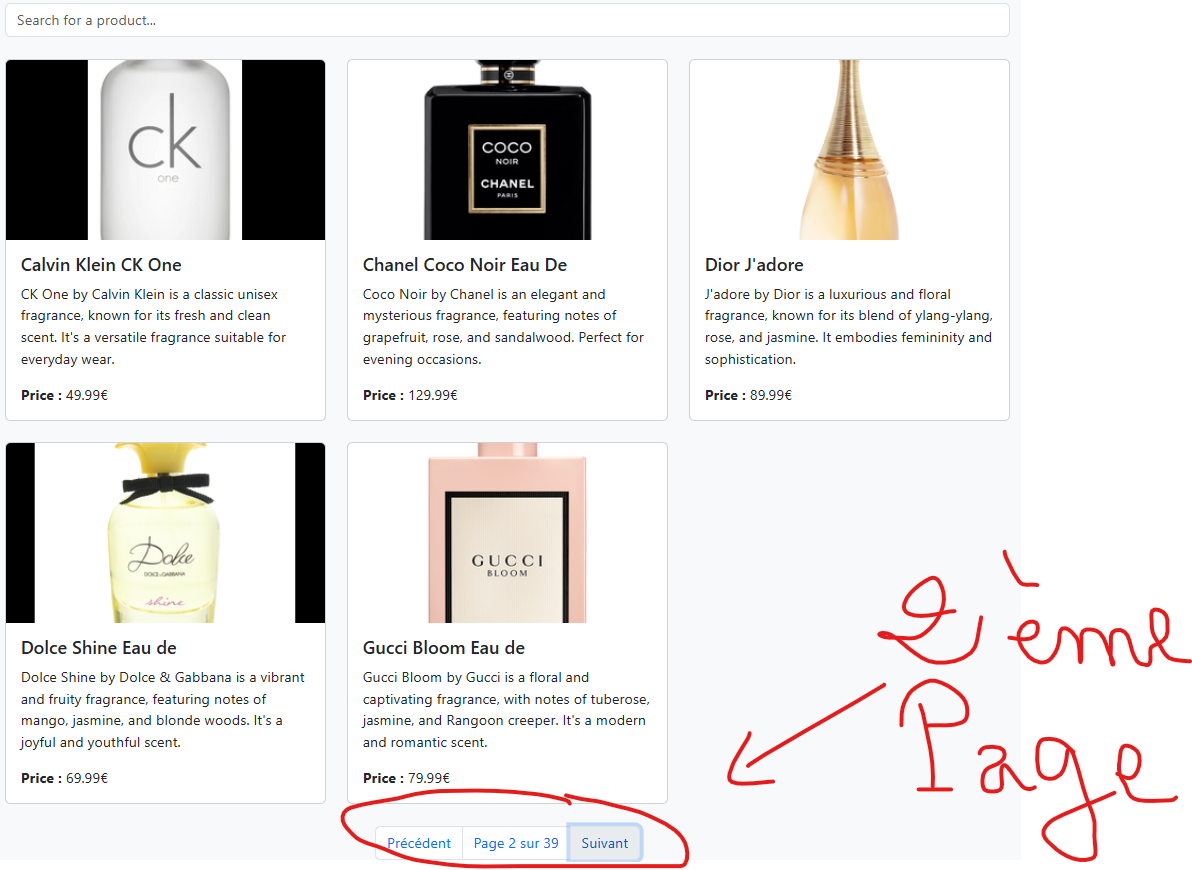 Search for a product...
ck
one
COCO
NOIR
CHANEL
PARIS
Calvin Klein CK One
CK One by Calvin Klein is a classic unisex
fragrance, known for its fresh and clean
scent. It's a versatile fragrance suitable for
everyday wear.
Price : 49.99€
Chanel Coco Noir Eau De
Coco Noir by Chanel is an elegant and
mysterious fragrance, featuring notes of
grapefruit, rose, and sandalwood. Perfect for
evening occasions.
Price : 129.99€
Dior J'adore
J'adore by Dior is a luxurious and floral
fragrance, known for its blend of ylang-ylang,
rose, and jasmine. It embodies femininity and
sophistication.
Price : 89.99€
Dolce
DOLCE & GABBANA
shine
GUCCI
BLOOM
Dolce Shine Eau de
Dolce Shine by Dolce & Gabbana is a vibrant
and fruity fragrance, featuring notes of
mango, jasmine, and blonde woods. It's a
joyful and youthful scent.
Price : 69.99€
Gucci Bloom Eau de
Gucci Bloom by Gucci is a floral and
captivating fragrance, with notes of tuberose,
jasmine, and Rangoon creeper. It's a modern
and romantic scent.
Price : 79.99€
2ième
Page
Précédent
Page 2 sur 39
Suivant